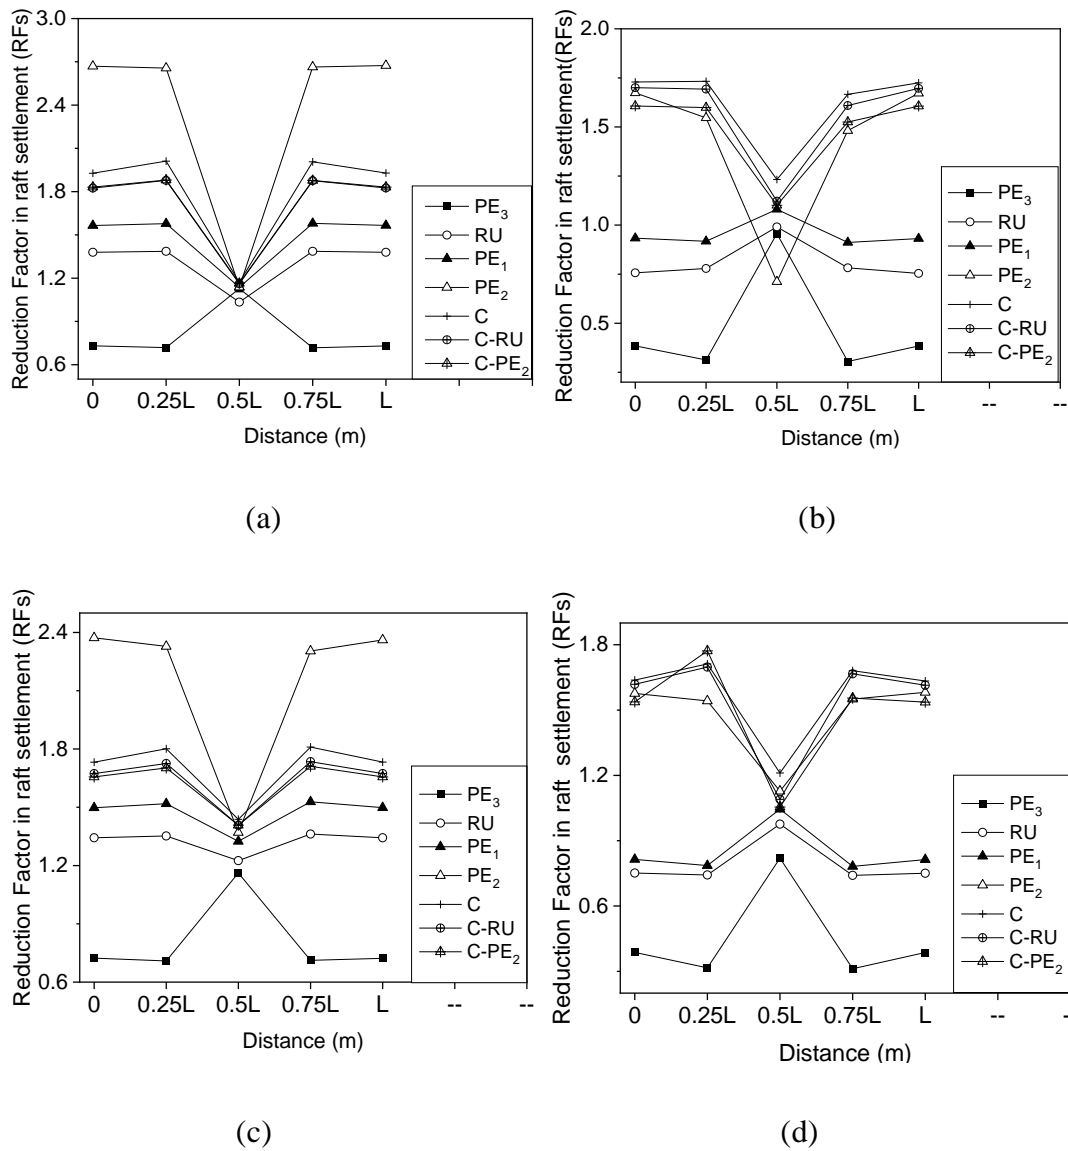 Reduction Factor in raft settlement (RFs)
3.0
2.4
1.8
1.2
0.6
0 0.25L 0.5L 0.75L L
Distance (m)
PE3
RU
PE1
PE2
C
C-RU
C-PE2
(a)
Reduction Factor in raft settlement(RFs)
2.0
1.5
1.0
0.5
0 0.25L 0.5L 0.75L L -- --
Distance (m)
PE3
RU
PE1
PE2
C
C-RU
C-PE2
(b)
Reduction Factor in raft settlement (RFs)
2.4
1.8
1.2
0.6
0 0.25L 0.5L 0.75L L -- --
Distance (m)
PE3
RU
PE1
PE2
C
C-RU
C-PE2
(c)
Reduction Factor in raft settlement (RFs)
1.8
1.2
0.6
0 0.25L 0.5L 0.75L L -- -
Distance (m)
PE3
RU
PE1
PE2
C
C-RU
C-PE2
(d)